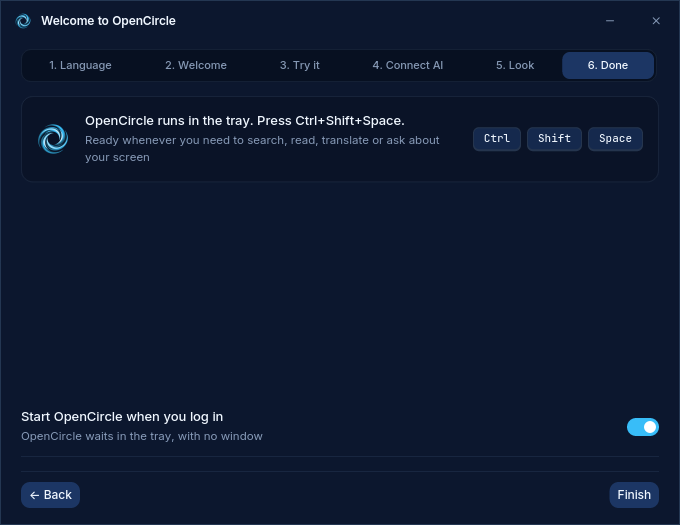 Welcome to OpenCircle
1. Language
2. Welcome
3. Try it
4. Connect AI
5. Look
6. Done
OpenCircle runs in the tray. Press Ctrl+Shift+Space.
Ready whenever you need to search, read, translate or ask about
your screen
Ctrl
Shift
Space
Start OpenCircle when you log in
OpenCircle waits in the tray, with no window
← Back
Finish